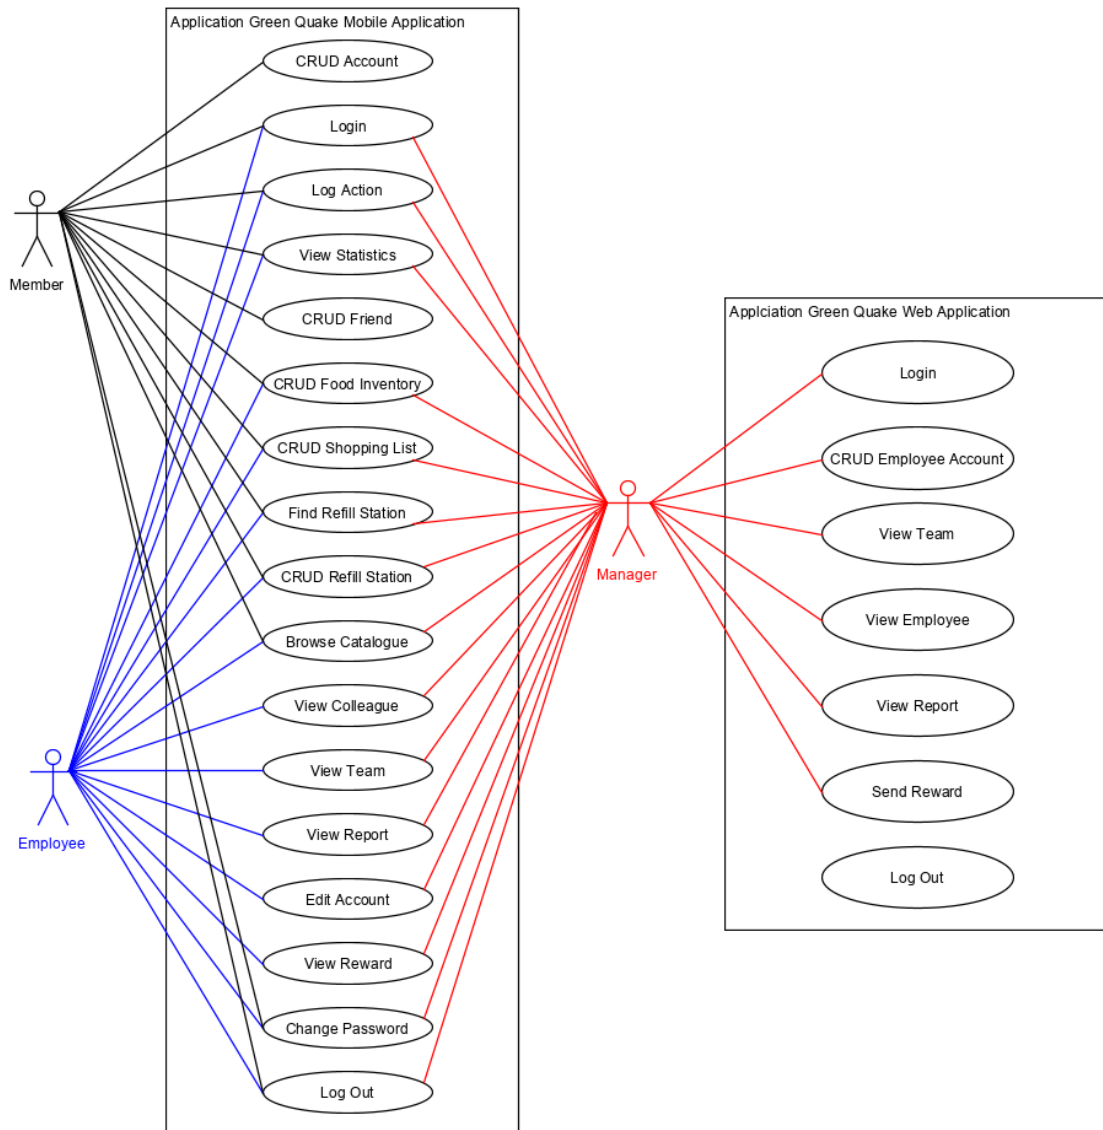 Application Green Quake Mobile Application
CRUD Account
Login
Log Action
View Statistics
Member
CRUD Friend
CRUD Food Inventory
CRUD Shopping List
Find Refill Station
CRUD Refill Station
Browse Catalogue
View Colleague
View Team
Employee
View Report
Edit Account
View Reward
Change Password
Log Out
Manager
Applciation Green Quake Web Application
Login
CRUD Employee Account
View Team
View Employee
View Report
Send Reward
Log Out